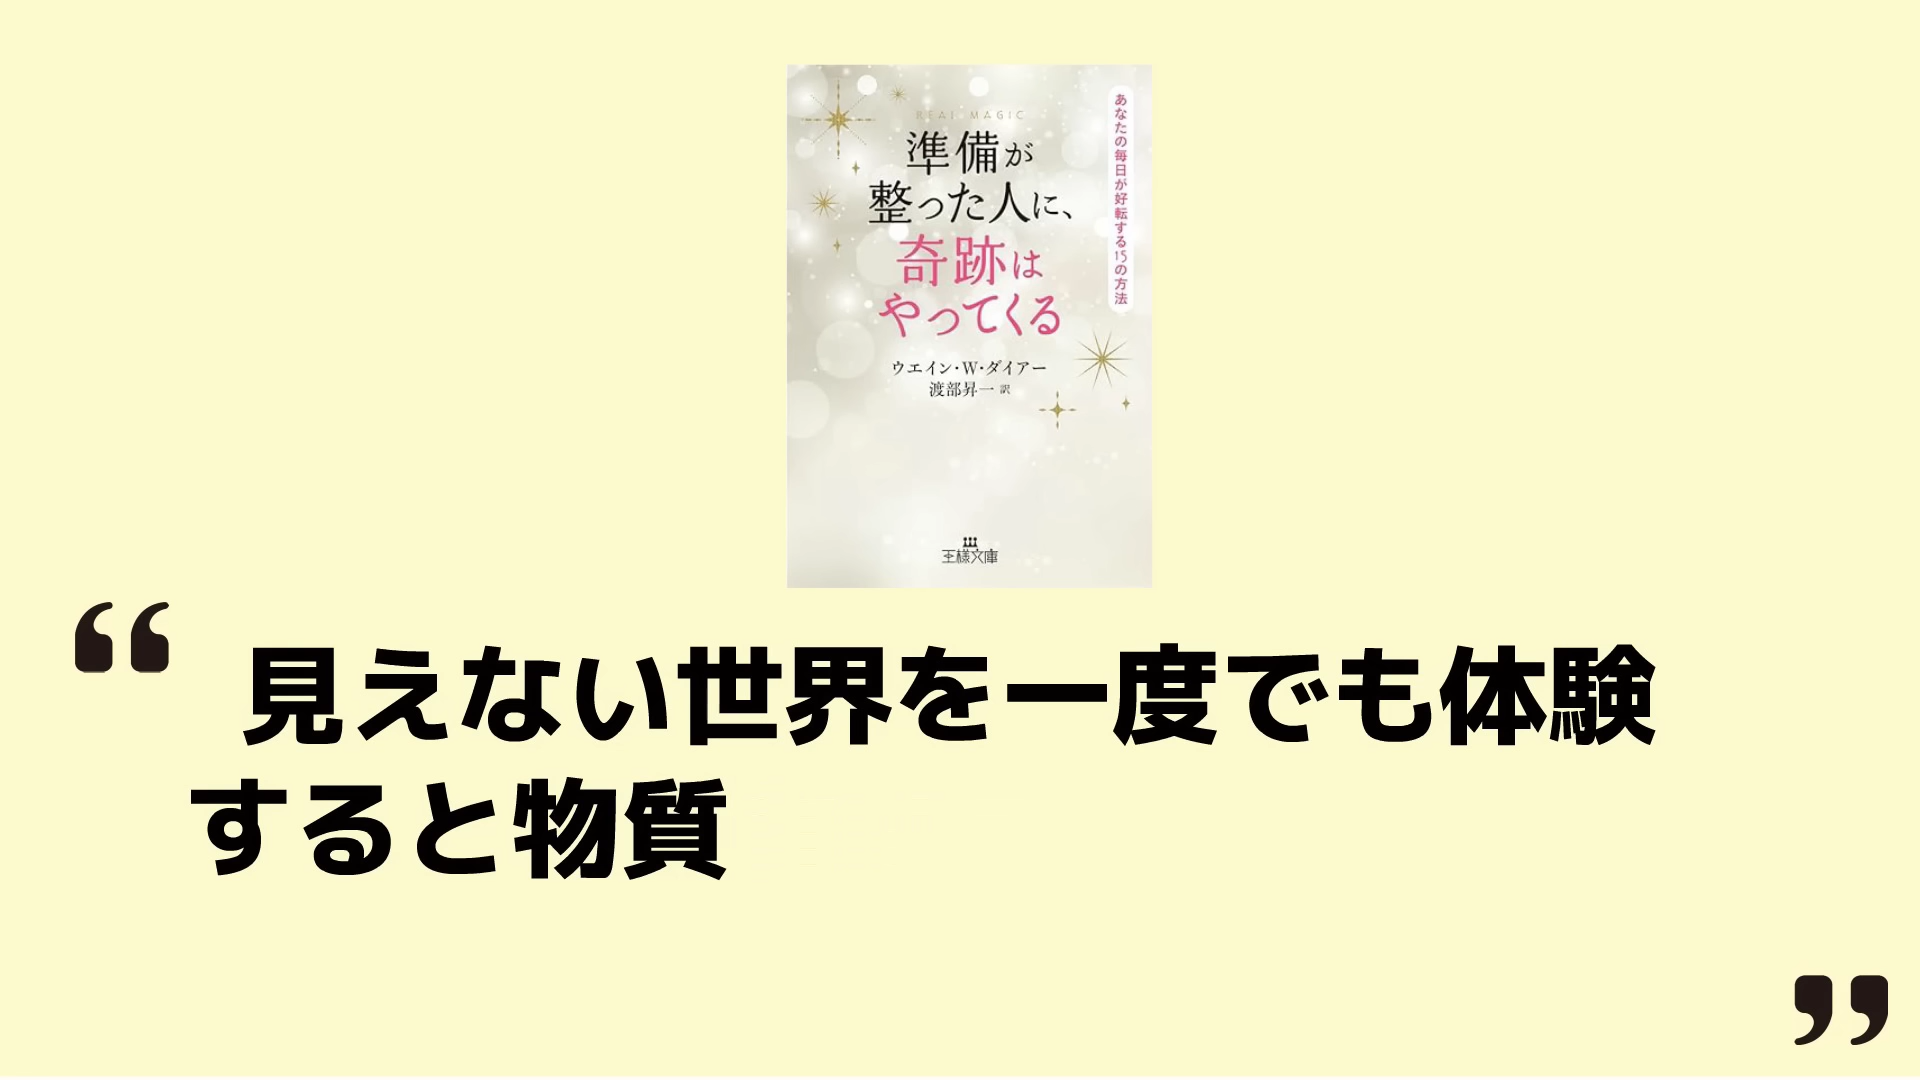 REAL MAGIC
準備が
整った人に、
奇跡は
やってくる
あなたの毎日が好転する15の方法
ウエイン・W・ダイアー
渡部昇一 訳
王様文庫
“ 見えない世界を一度でも体験
すると物質
”